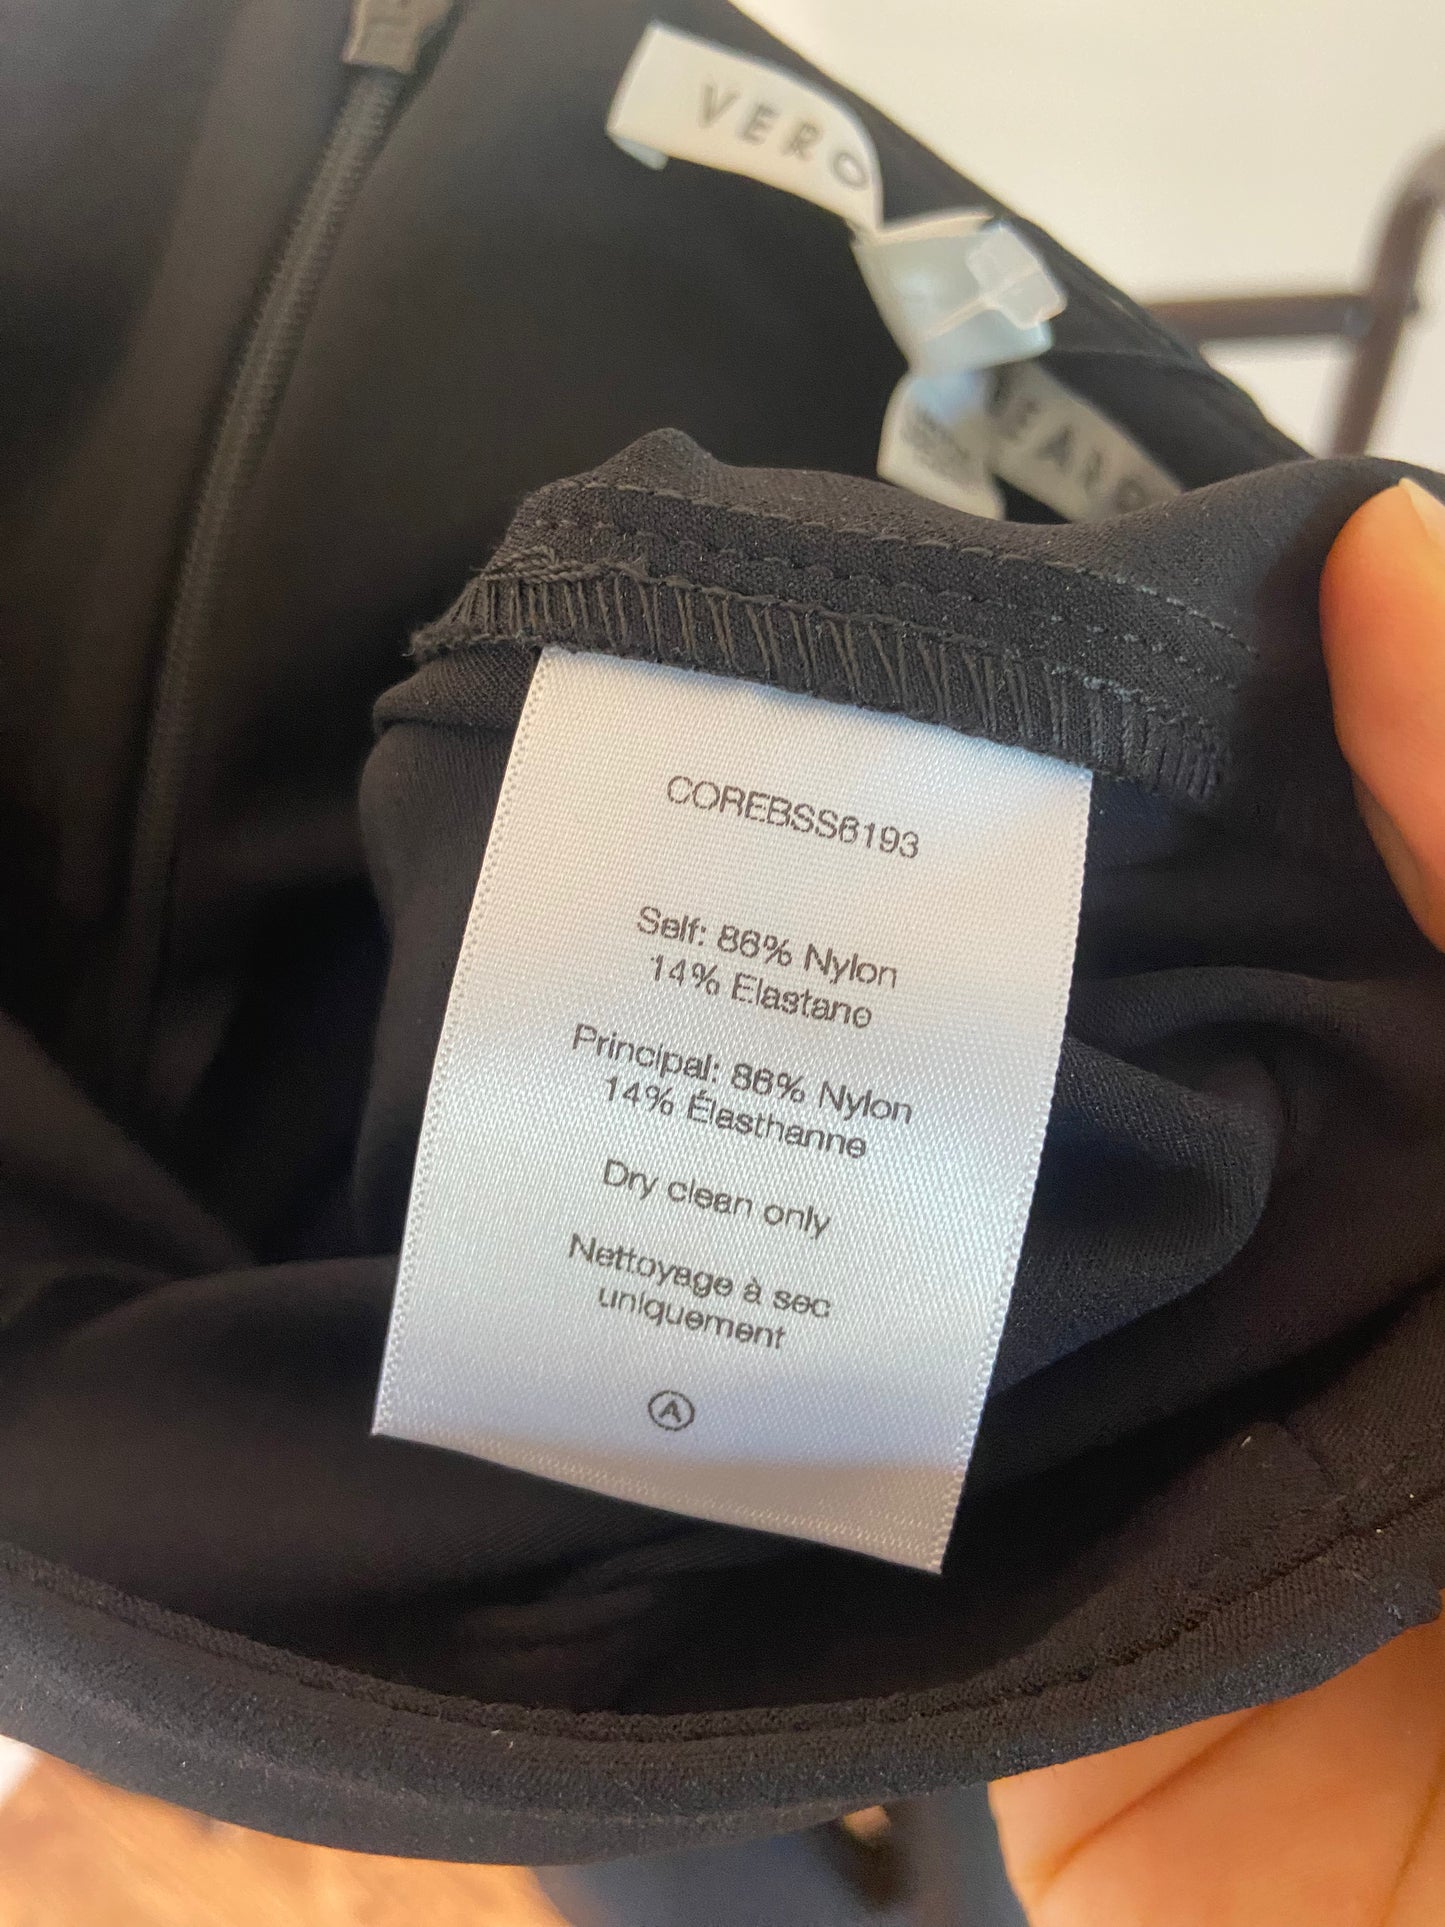 VERO
COREBSS6193
Self: 86% Nylon
14% Elastane
Principal: 86% Nylon
14% Élasthanne
Dry clean only
Nettoyage à sec
uniquement
A